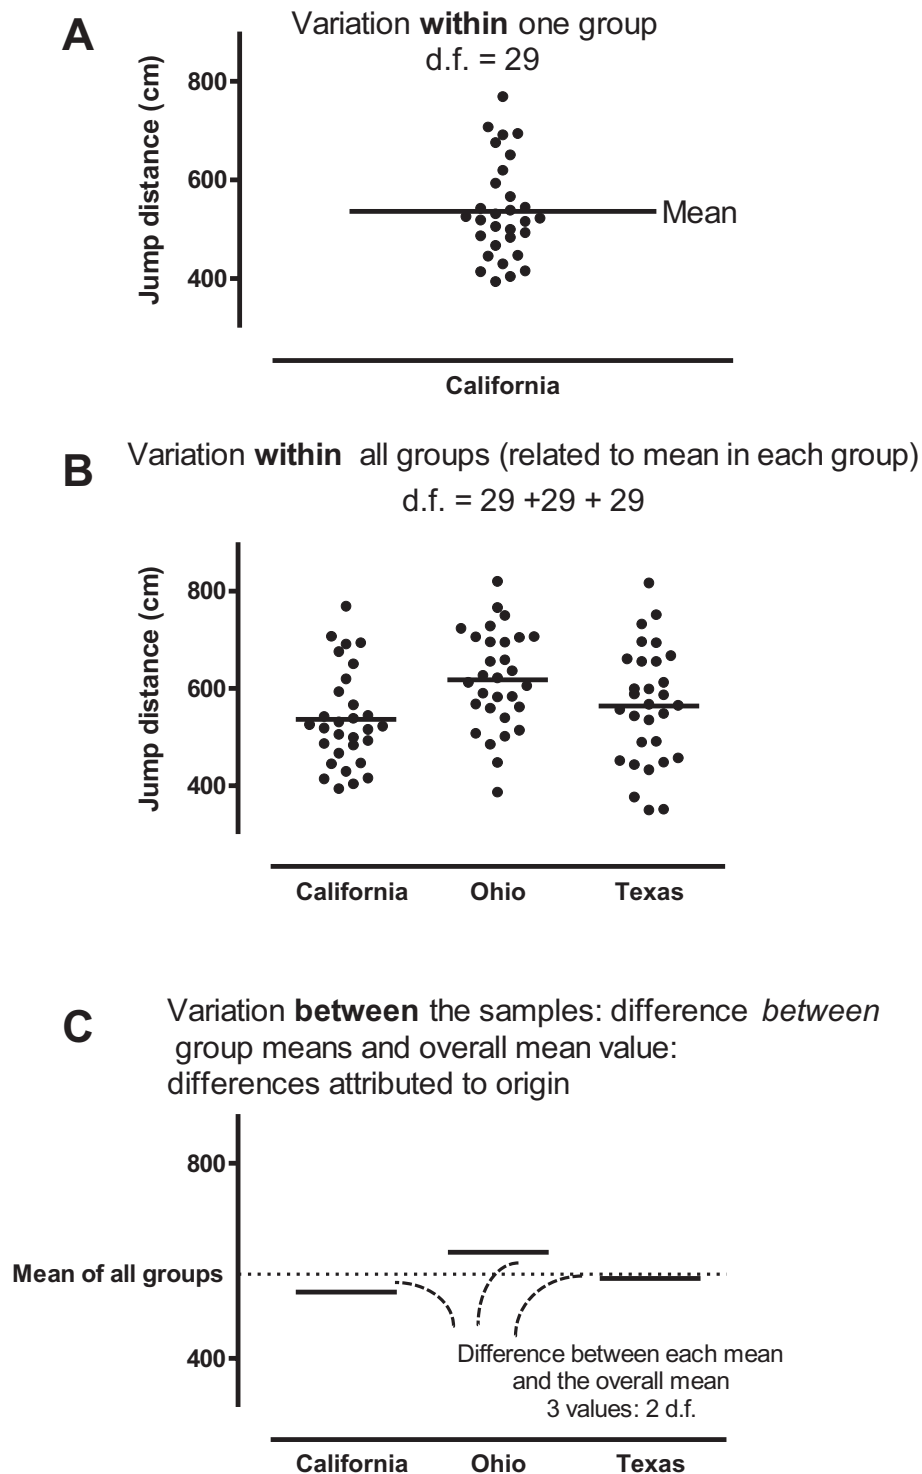 A
Variation within one group
d.f. = 29
Jump distance (cm)
800
600
400
Mean
California
B
Variation within all groups (related to mean in each group)
d.f. = 29 +29 + 29
Jump distance (cm)
800
600
400
California Ohio Texas
C
Variation between the samples: difference between
group means and overall mean value:
differences attributed to origin
800
Mean of all groups
400
Difference between each mean
and the overall mean
3 values: 2 d.f.
California Ohio Texas